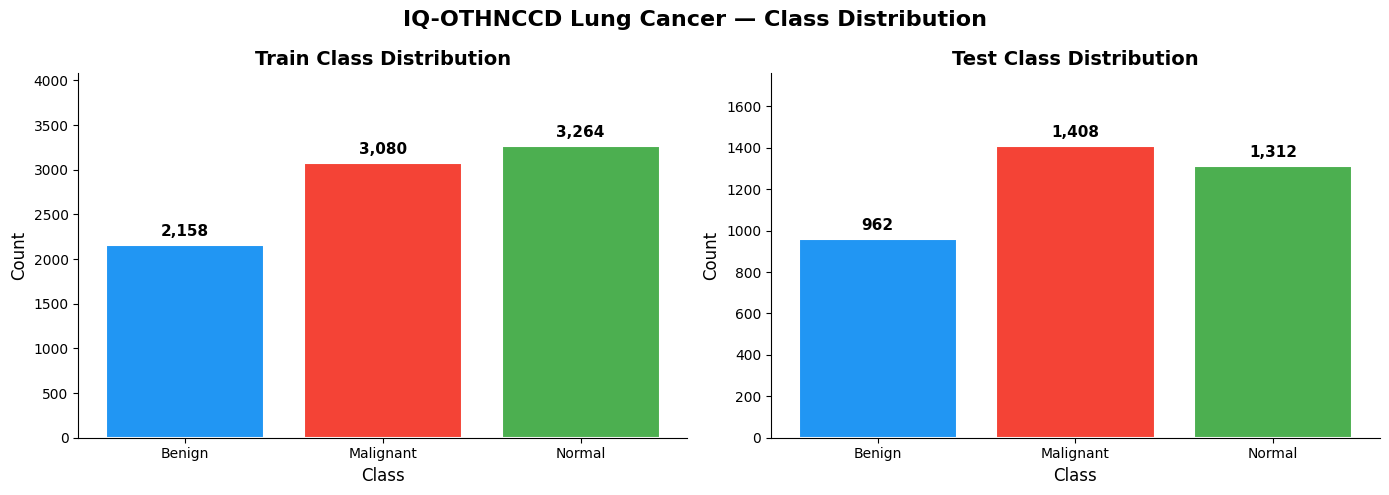 IQ-OTHNCCD Lung Cancer — Class Distribution
Train Class Distribution
Count
4000
3500
3000
2500
2000
1500
1000
500
0
2,158
3,080
3,264
Benign
Malignant
Normal
Class
Test Class Distribution
Count
1600
1400
1200
1000
800
600
400
200
0
962
1,408
1,312
Benign
Malignant
Normal
Class